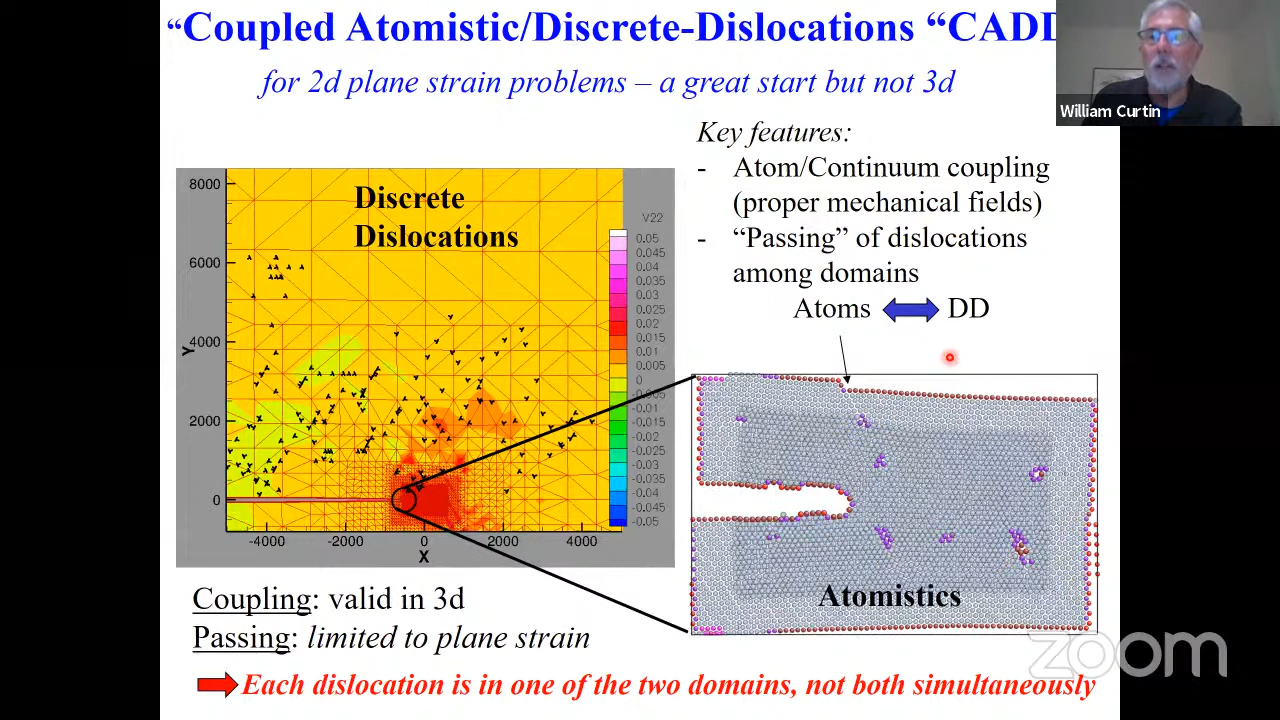 “Coupled Atomistic/Discrete-Dislocations “CADD
for 2d plane strain problems – a great start but not 3d
William Curtin
Key features:
- Atom/Continuum coupling
(proper mechanical fields)
- “Passing” of dislocations
among domains
Atoms DD
Discrete
Dislocations
8000
6000
4000
2000
0
Y
-4000 -2000 0 2000 4000
X
V22
0.05
0.045
0.04
0.035
0.03
0.025
0.02
0.015
0.01
0.005
0
-0.005
-0.01
-0.015
-0.02
-0.025
-0.03
-0.035
-0.04
-0.045
-0.05
Atomistics
Coupling: valid in 3d
Passing: limited to plane strain
zoom
Each dislocation is in one of the two domains, not both simultaneously